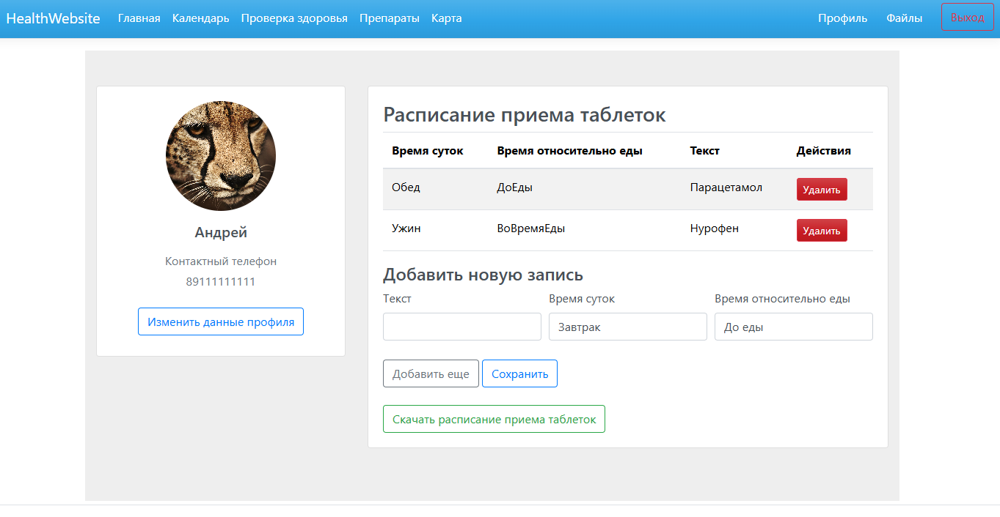 HealthWebsite Главная Календарь Проверка здоровья Препараты Карта Профиль Файлы Выход
Андрей
Контактный телефон
89111111111
Изменить данные профиля
Расписание приема таблеток
Время суток Время относительно еды Текст Действия
Обед ДоЕды Парацетамол Удалить
Ужин ВоВремяЕды Нурофен Удалить
Добавить новую запись
Текст Время суток Время относительно еды
Завтрак До еды
Добавить еще Сохранить
Скачать расписание приема таблеток